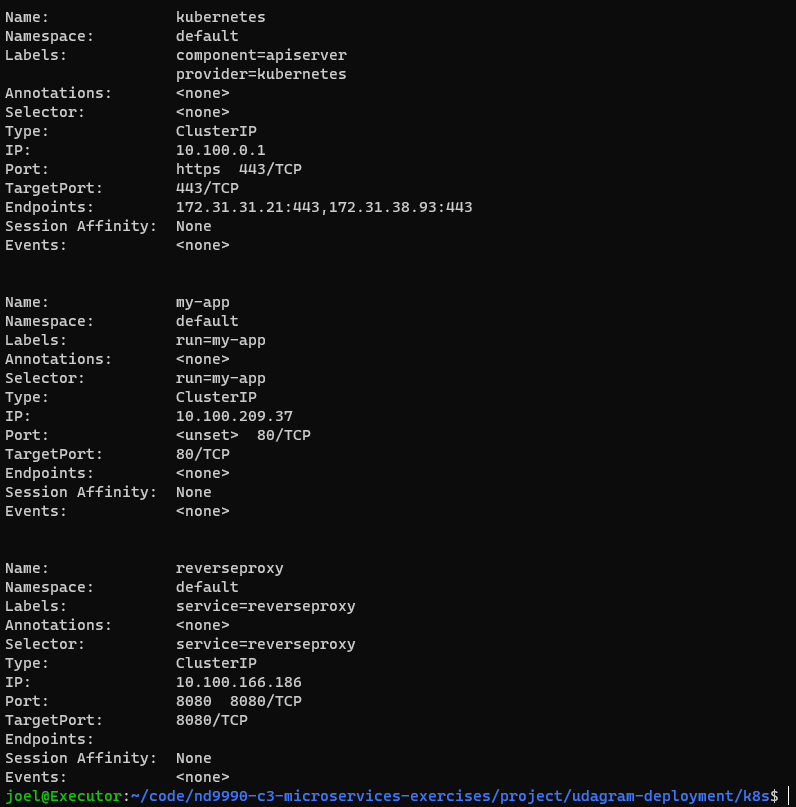 Name:              kubernetes
Namespace:         default
Labels:            component=apiserver
                   provider=kubernetes
Annotations:       <none>
Selector:          <none>
Type:              ClusterIP
IP:                10.100.0.1
Port:              https  443/TCP
TargetPort:        443/TCP
Endpoints:         172.31.31.21:443,172.31.38.93:443
Session Affinity:  None
Events:            <none>


Name:              my-app
Namespace:         default
Labels:            run=my-app
Annotations:       <none>
Selector:          run=my-app
Type:              ClusterIP
IP:                10.100.209.37
Port:              <unset>  80/TCP
TargetPort:        80/TCP
Endpoints:         <none>
Session Affinity:  None
Events:            <none>


Name:              reverseproxy
Namespace:         default
Labels:            service=reverseproxy
Annotations:       <none>
Selector:          service=reverseproxy
Type:              ClusterIP
IP:                10.100.166.186
Port:              8080  8080/TCP
TargetPort:        8080/TCP
Endpoints:
Session Affinity:  None
Events:            <none>
joel@Executor:~/code/nd9990-c3-microservices-exercises/project/udagram-deployment/k8s$